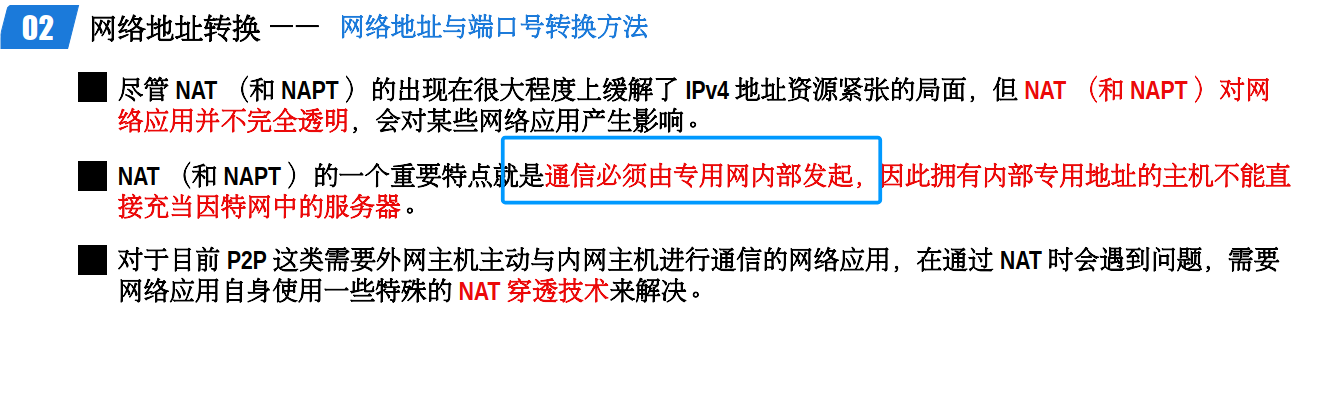 02 网络地址转换 —— 网络地址与端口号转换方法
尽管 NAT （和 NAPT ）的出现在很大程度上缓解了 IPv4 地址资源紧张的局面，但 NAT （和 NAPT ）对网
络应用并不完全透明，会对某些网络应用产生影响。
NAT （和 NAPT ）的一个重要特点就是通信必须由专用网内部发起，因此拥有内部专用地址的主机不能直
接充当因特网中的服务器。
对于目前 P2P 这类需要外网主机主动与内网主机进行通信的网络应用，在通过 NAT 时会遇到问题，需要
网络应用自身使用一些特殊的 NAT 穿透技术来解决。